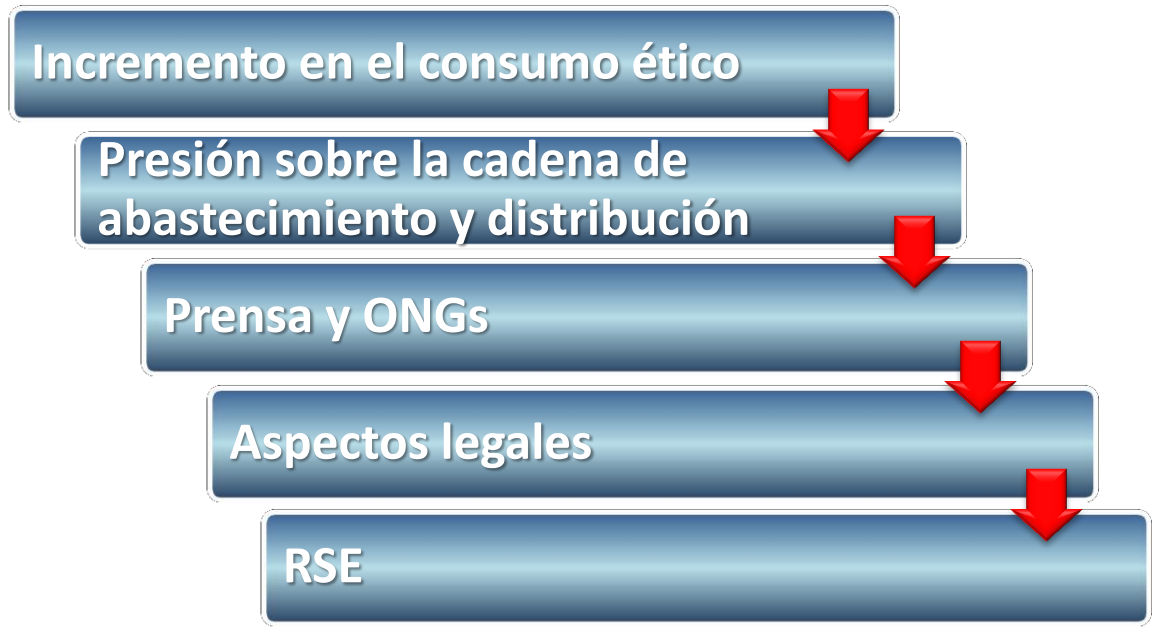 Incremento en el consumo ético
Presión sobre la cadena de
abastecimiento y distribución
Prensa y ONGs
Aspectos legales
RSE